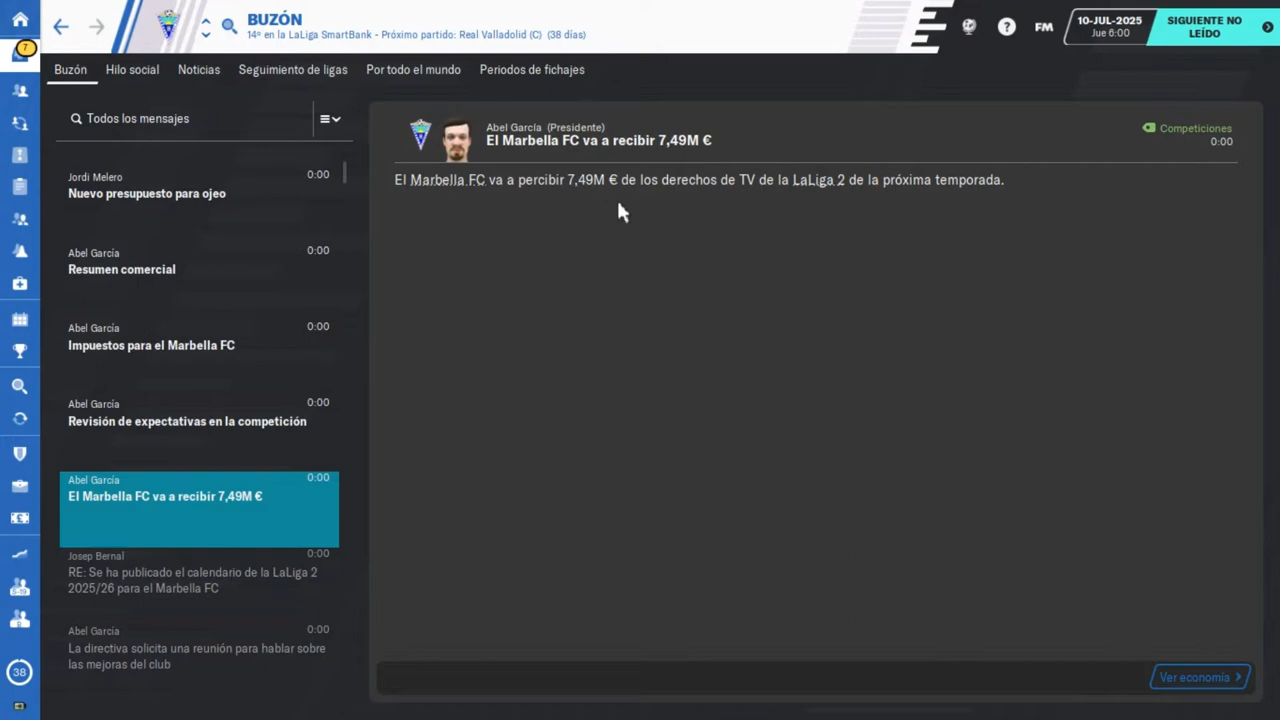 BUZÓN
14º en la LaLiga SmartBank - Próximo partido: Real Valladolid (C) (38 días)
FM
10-JUL-2025
Jue 6:00
SIGUIENTE NO
LEÍDO
7
Buzón
Hilo social
Noticias
Seguimiento de ligas
Por todo el mundo
Periodos de fichajes
Todos los mensajes
Jordi Melero
0:00
Nuevo presupuesto para ojeo
Abel García
0:00
Resumen comercial
Abel García
0:00
Impuestos para el Marbella FC
Abel García
0:00
Revisión de expectativas en la competición
Abel García
0:00
El Marbella FC va a recibir 7,49M €
Josep Bernal
0:00
RE: Se ha publicado el calendario de la LaLiga 2
2025/26 para el Marbella FC
Abel García
0:00
La directiva solicita una reunión para hablar sobre
las mejoras del club
Abel García (Presidente)
El Marbella FC va a recibir 7,49M €
Competiciones
0:00
El Marbella FC va a percibir 7,49M € de los derechos de TV de la LaLiga 2 de la próxima temporada.
Ver economía
38